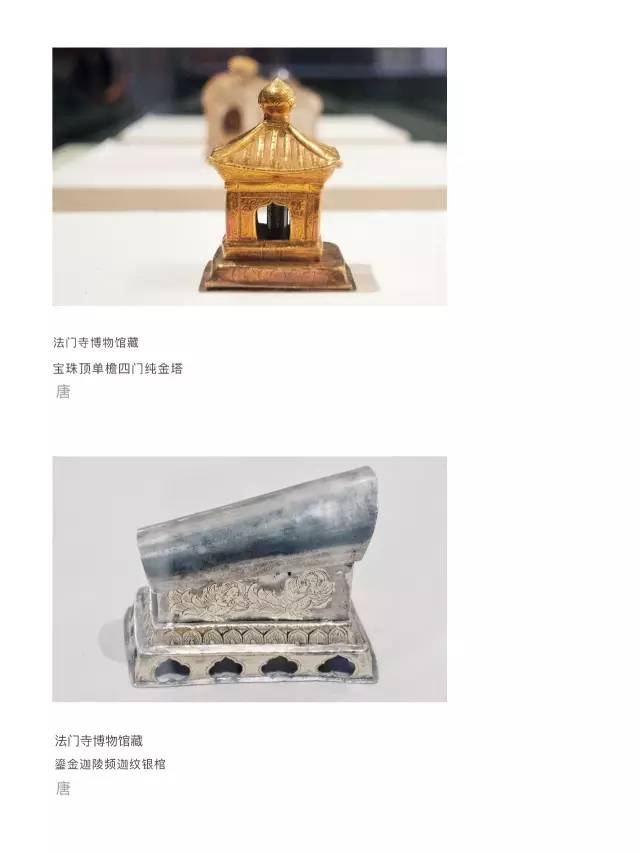 法门寺博物馆藏
宝珠顶单檐四门纯金塔
唐
法门寺博物馆藏
鎏金迦陵频迦纹银棺
唐